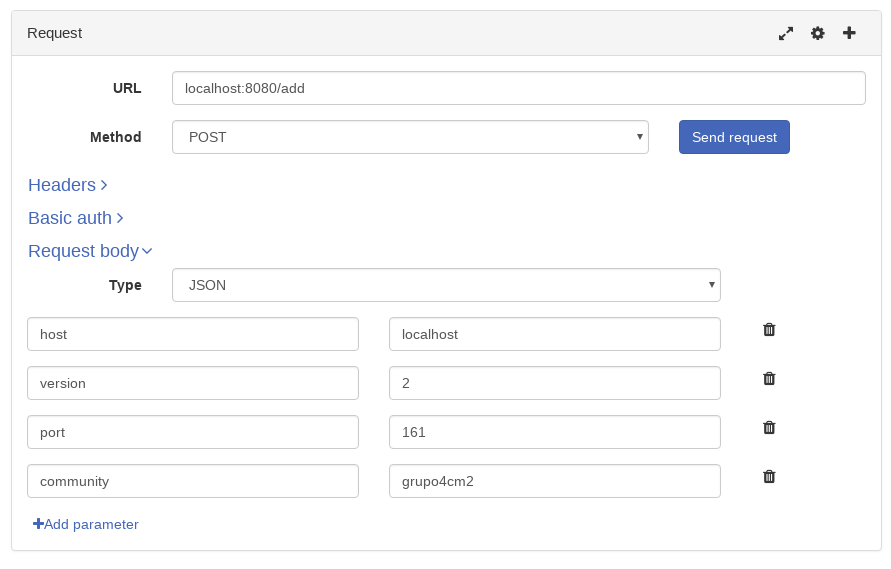 Request
URL localhost:8080/add
Method POST Send request
Headers
Basic auth
Request body
Type JSON
host localhost
version 2
port 161
community grupo4cm2
Add parameter